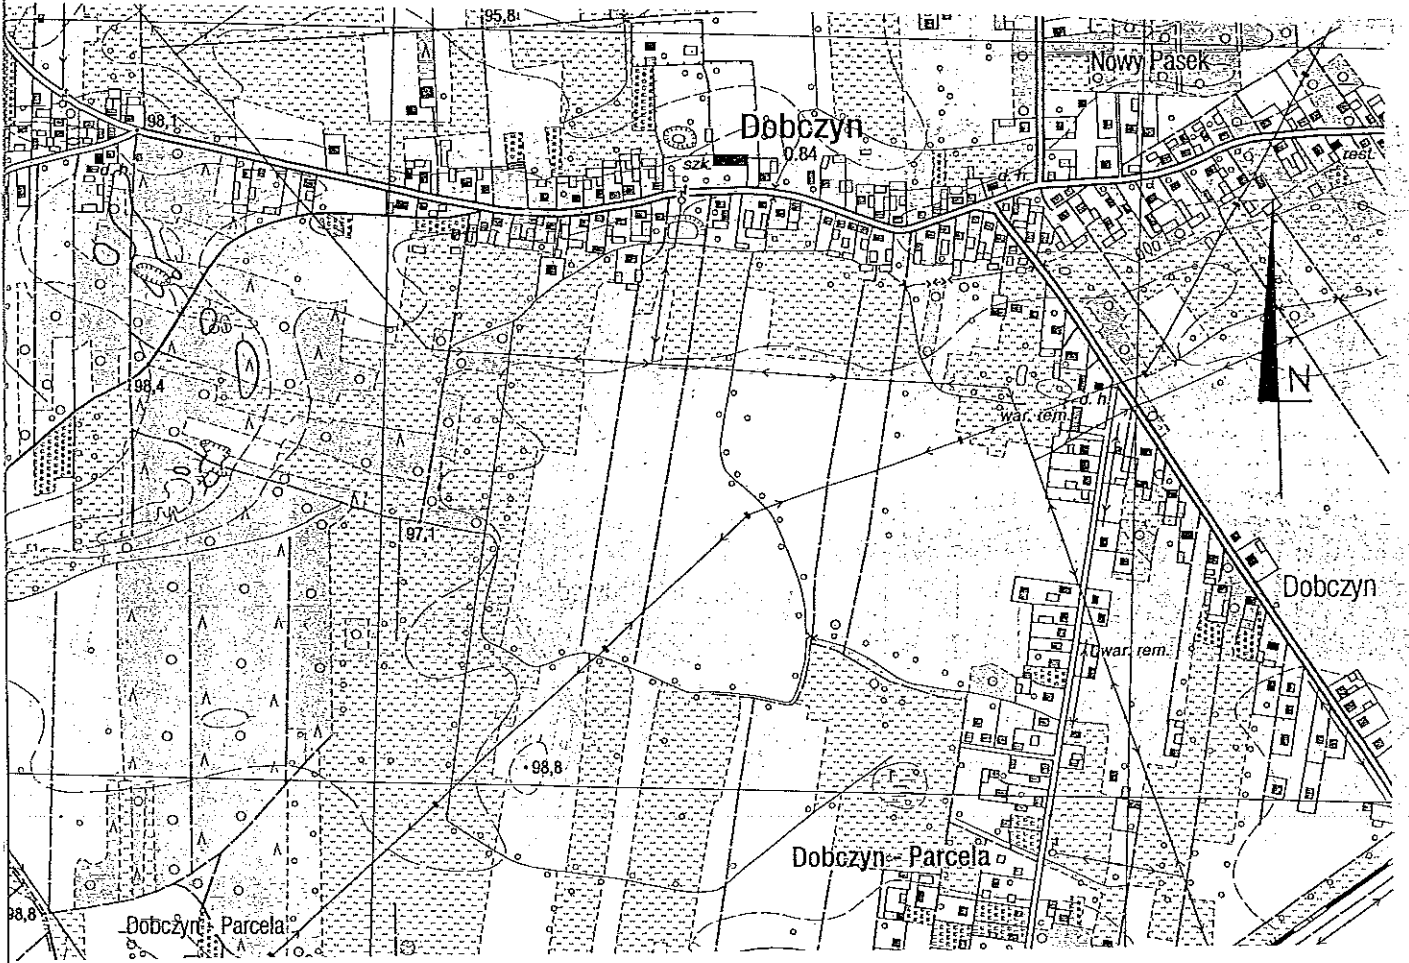 95,8
Nowy Pasek
98,1
Dobczyn
0.84
szk
d. h.
d. h.
rest.
98,4
N
d. h.
war. rem.
97,1
Dobczyn
war. rem.
98,8
Dobczyn - Parcela
98,8
Dobczyn - Parcela